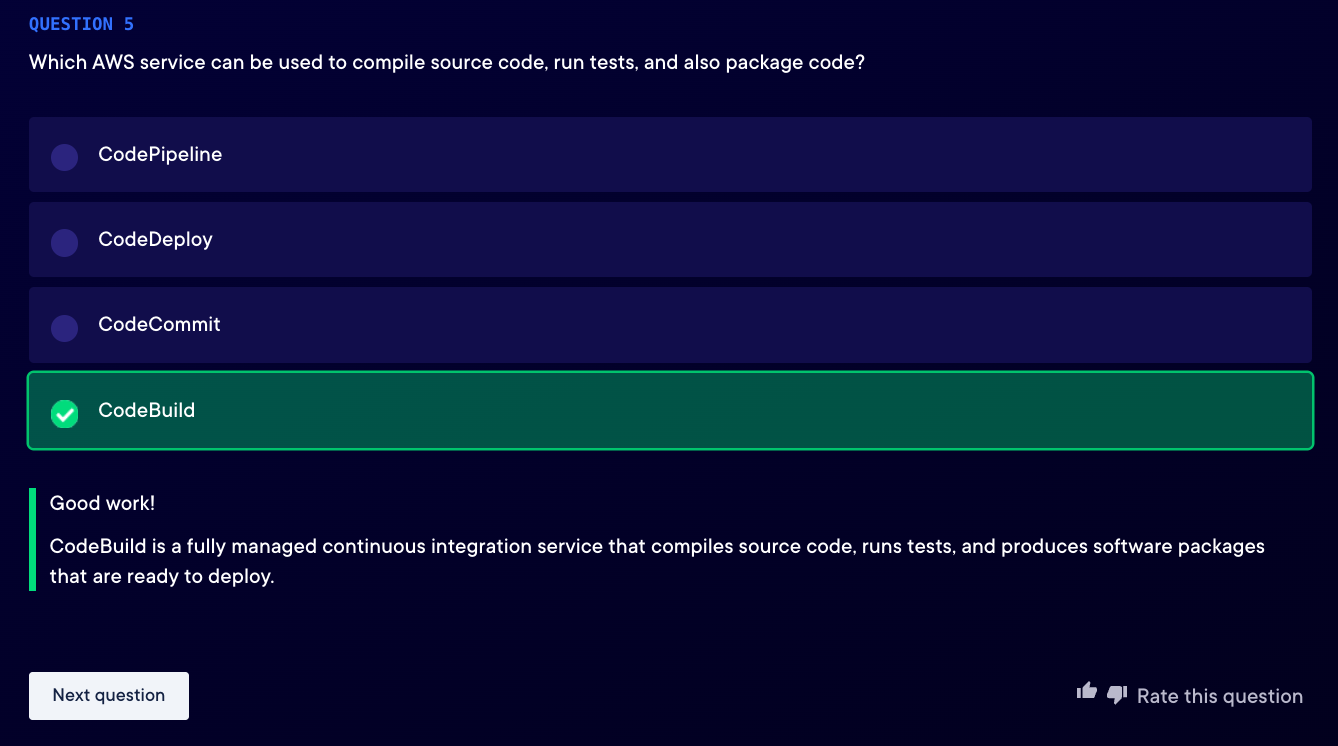 QUESTION 5
Which AWS service can be used to compile source code, run tests, and also package code?
CodePipeline
CodeDeploy
CodeCommit
CodeBuild
Good work!
CodeBuild is a fully managed continuous integration service that compiles source code, runs tests, and produces software packages
that are ready to deploy.
Next question
Rate this question